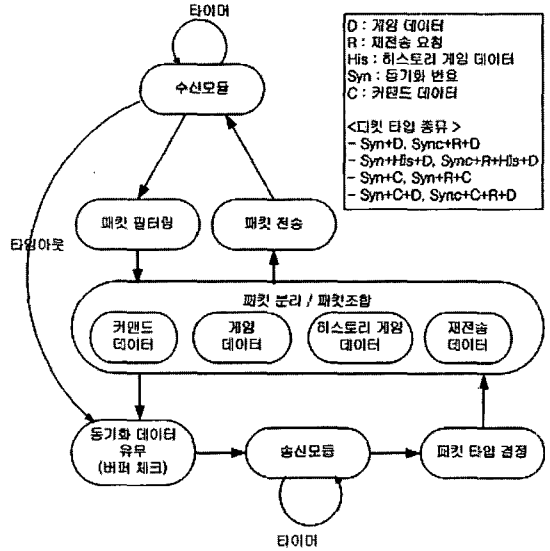 타이머
D : 게임 데이터
R : 재전송 요청
His : 히스토리 게임 데이터
Syn : 동기화 번호
C : 커맨드 데이터
<패킷 타입 종류 >
- Syn+D, Sync+R+D
- Syn+His+D, Sync+R+His+D
- Syn+C, Syn+R+C
- Syn+C+D, Sync+C+R+D
수신모듈
패킷 필터링
패킷 전송
타임아웃
패킷 분리 / 패킷조합
커맨드
데이터
게임
데이터
히스토리 게임
데이터
재전송
데이터
동기화 데이터
유무
(버퍼 체크)
송신모듈
패킷 타입 결정
타이머